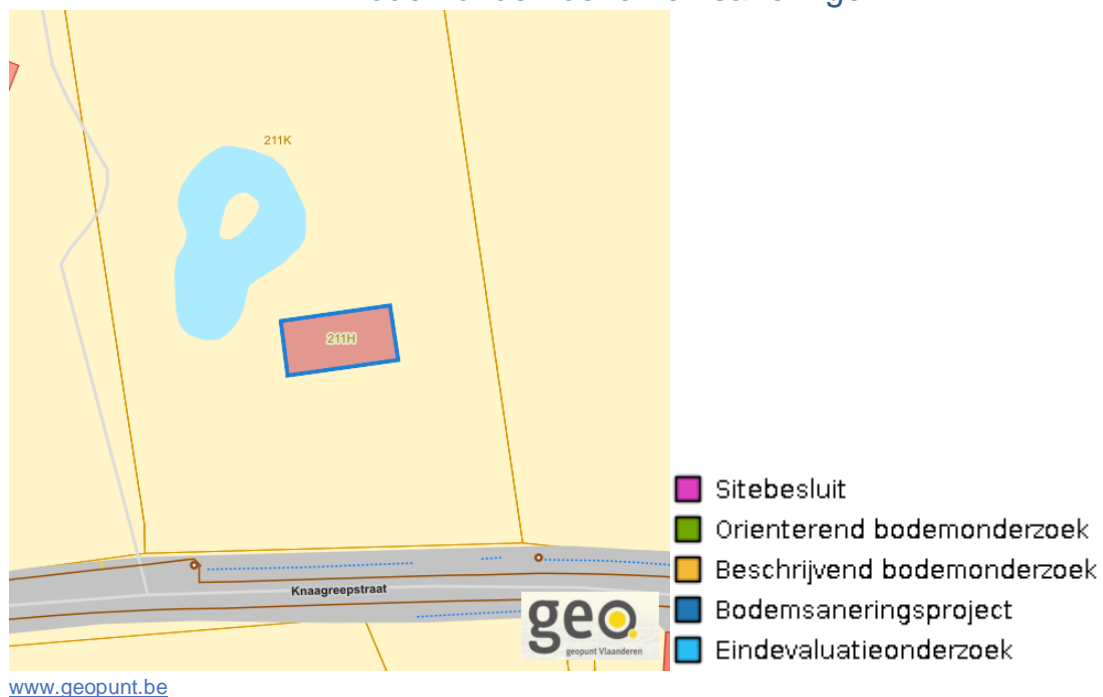 211K
211H
Knaagreepstraat
geo
geopunt Vlaanderen
Sitebesluit
Orienterend bodemonderzoek
Beschrijvend bodemonderzoek
Bodemsaneringsproject
Eindevaluatieonderzoek
www.geopunt.be